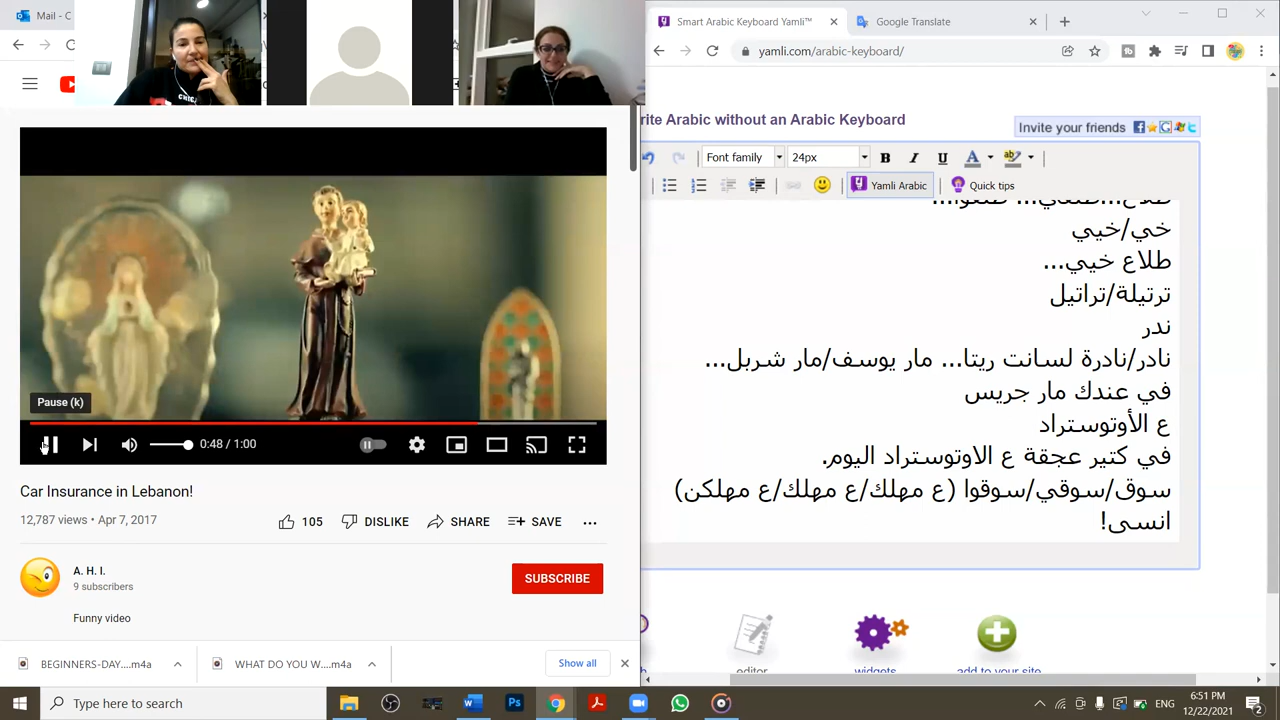 Mail - C
CHIC
Pause (k)
0:48 / 1:00
Car Insurance in Lebanon!
12,787 views • Apr 7, 2017
105
DISLIKE
SHARE
SAVE
A. H. I.
9 subscribers
SUBSCRIBE
Funny video
Smart Arabic Keyboard Yamli™
Google Translate
yamli.com/arabic-keyboard/
rite Arabic without an Arabic Keyboard
Invite your friends
Font family
24px
B
I
U
A
Yamli Arabic
Quick tips
خي/خيي
طلاع خيي...
ترتيلة/تراتيل
ندر
نادر/نادرة لسانت ريتا... مار يوسف/مار شربل...
في عندك مار جريس
ع الأوتوستراد
في كتير عجقة ع الاوتوستراد اليوم.
سوق/سوقي/سوقوا (ع مهلك/ع مهلك/ع مهلكن)
انسى!
editor
widgets
add to your site
BEGINNERS-DAY....m4a
WHAT DO YOU W....m4a
Show all
Type here to search
ENG
6:51 PM
12/22/2021
2